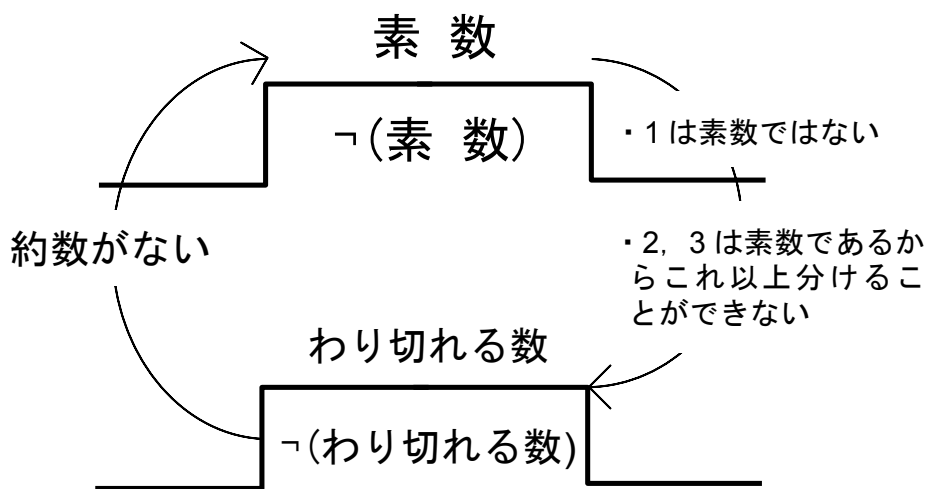 素 数
¬(素 数)
・1は素数ではない
約数がない
・2, 3は素数であるか
らこれ以上分けるこ
とができない
わり切れる数
¬(わり切れる数)